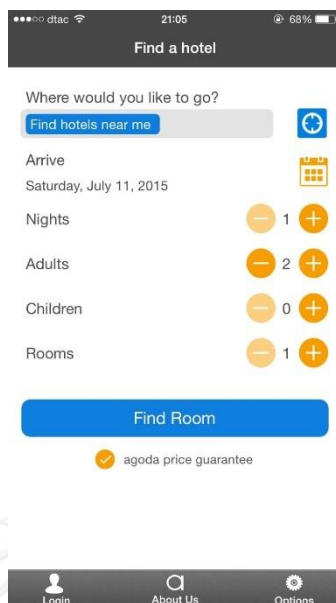 dtac 21:05 68%
Find a hotel
Where would you like to go?
Find hotels near me
Arrive
Saturday, July 11, 2015
Nights 1
Adults 2
Children 0
Rooms 1
Find Room
agoda price guarantee
Login About Us Options